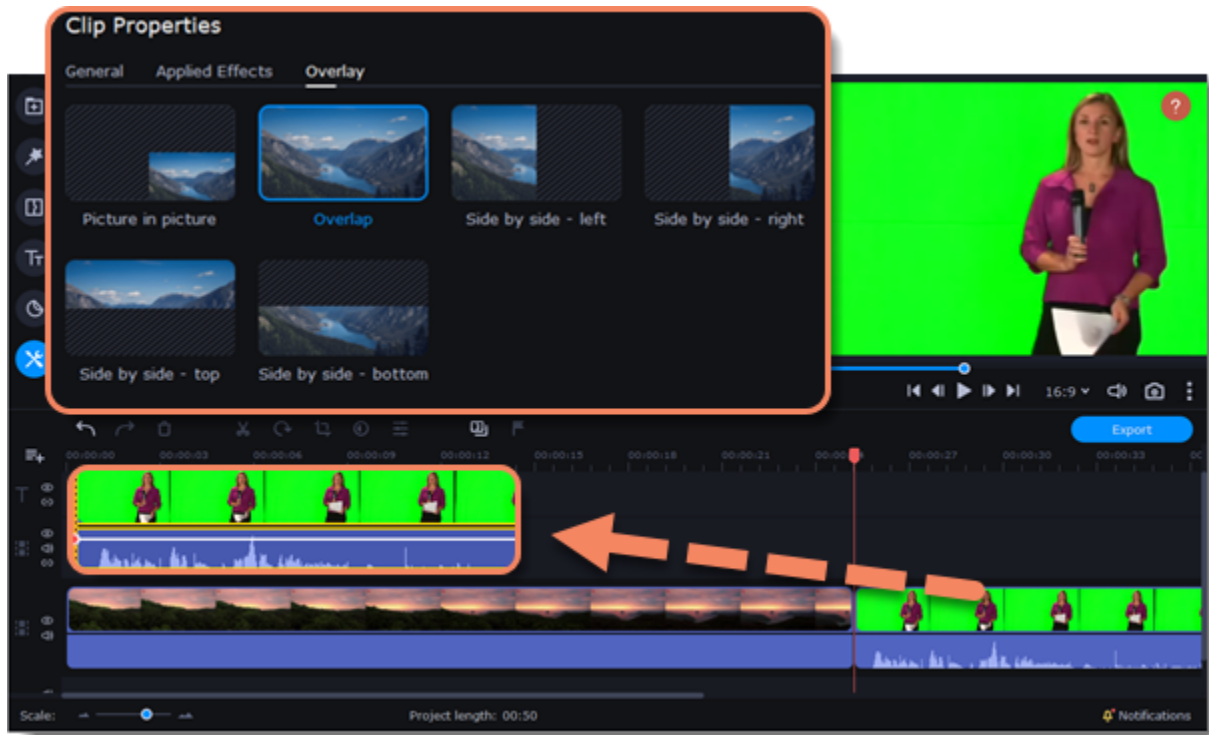 Clip Properties
General Applied Effects Overlay
Picture in picture Overlap Side by side - left Side by side - right
Side by side - top Side by side - bottom
?
16:9
Export
00:00:00 00:00:03 00:00:06 00:00:09 00:00:12 00:00:15 00:00:18 00:00:21 00:00:27 00:00:30 00:00:33
Scale: Project length: 00:50 Notifications